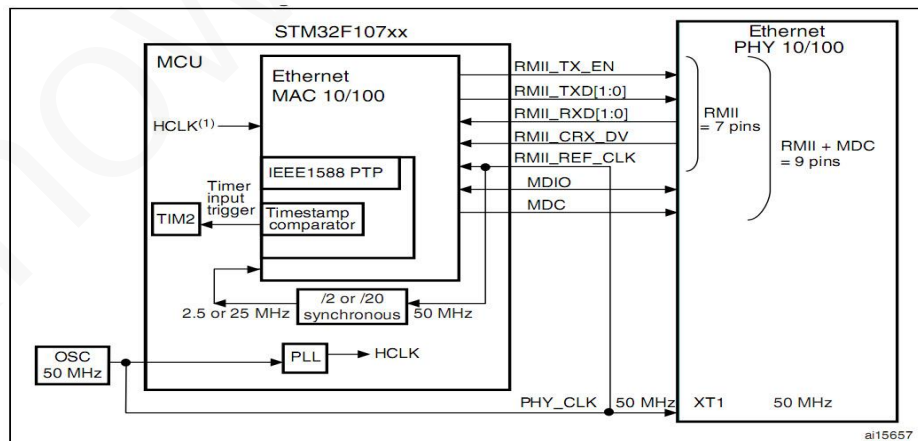 STM32F107xx
MCU
Ethernet
MAC 10/100
HCLK(1)
IEEE1588 PTP
Timer
input
trigger
Timestamp
comparator
TIM2
/2 or /20
synchronous
2.5 or 25 MHz
50 MHz
OSC
50 MHz
PLL
HCLK
RMII_TX_EN
RMII_TXD[1:0]
RMII_RXD[1:0]
RMII_CRX_DV
RMII_REF_CLK
MDIO
MDC
PHY_CLK 50 MHz
Ethernet
PHY 10/100
RMII
= 7 pins
RMII + MDC
= 9 pins
XT1 50 MHz
ai15657